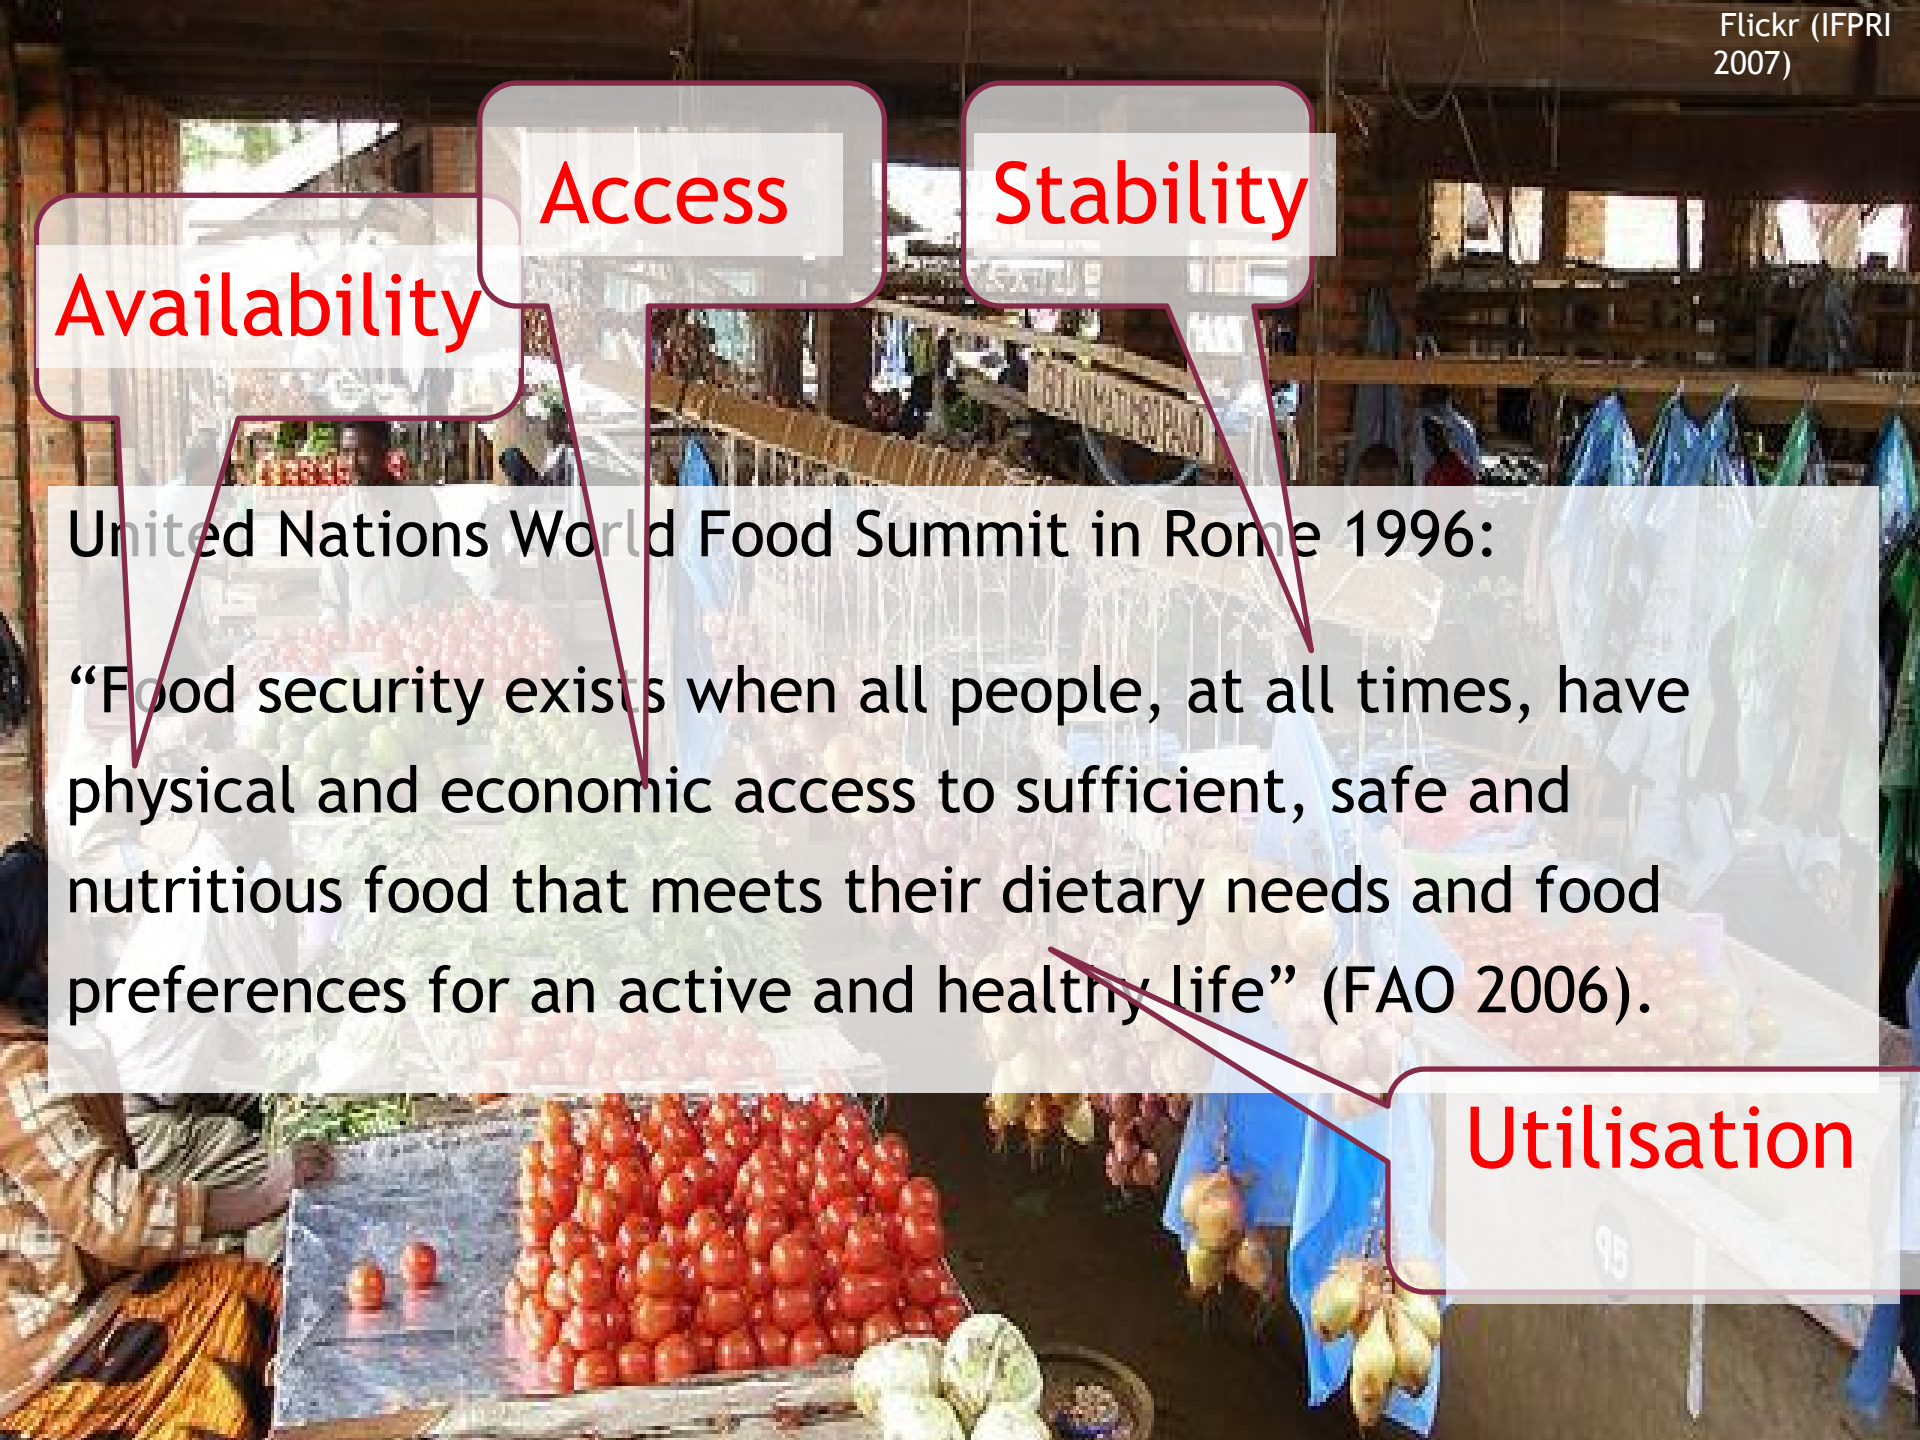 Flickr (IFPRI
2007)
Access
Stability
Availability
United Nations World Food Summit in Rome 1996:
“Food security exists when all people, at all times, have
physical and economic access to sufficient, safe and
nutritious food that meets their dietary needs and food
preferences for an active and healthy life” (FAO 2006).
Utilisation
95